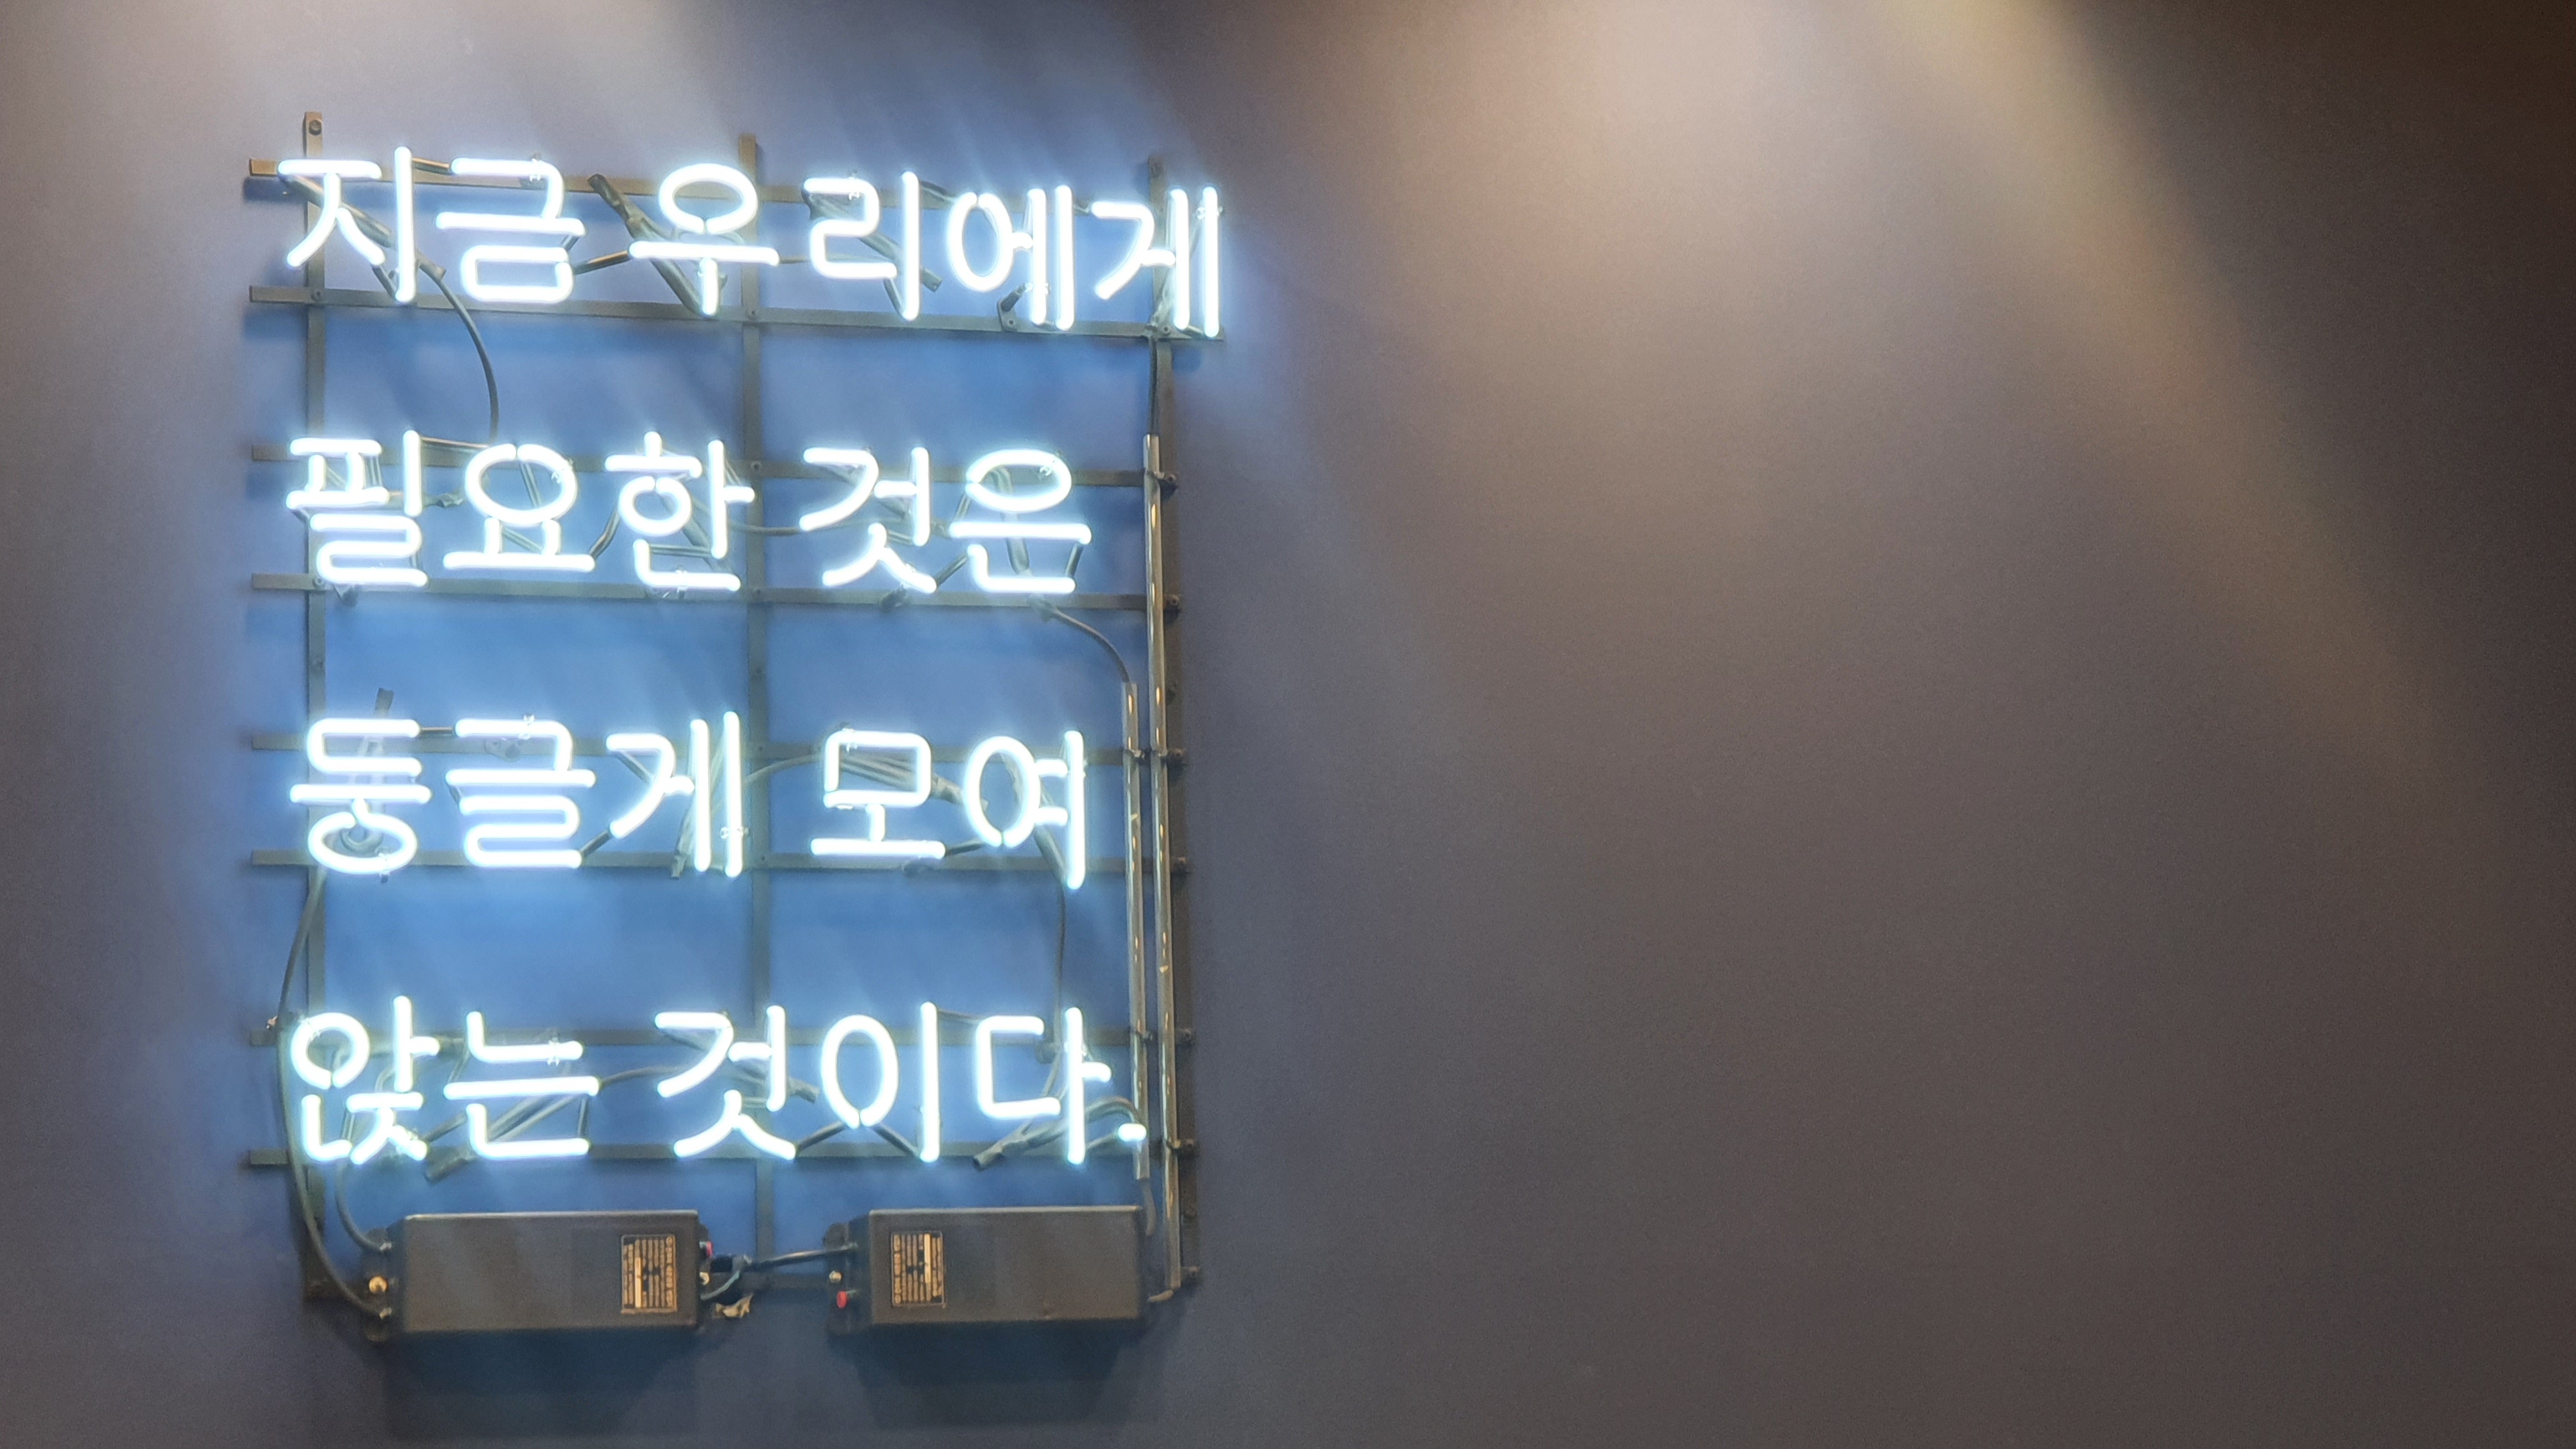 지금 우리에게
필요한 것은
둥글게 모여
앉는 것이다.